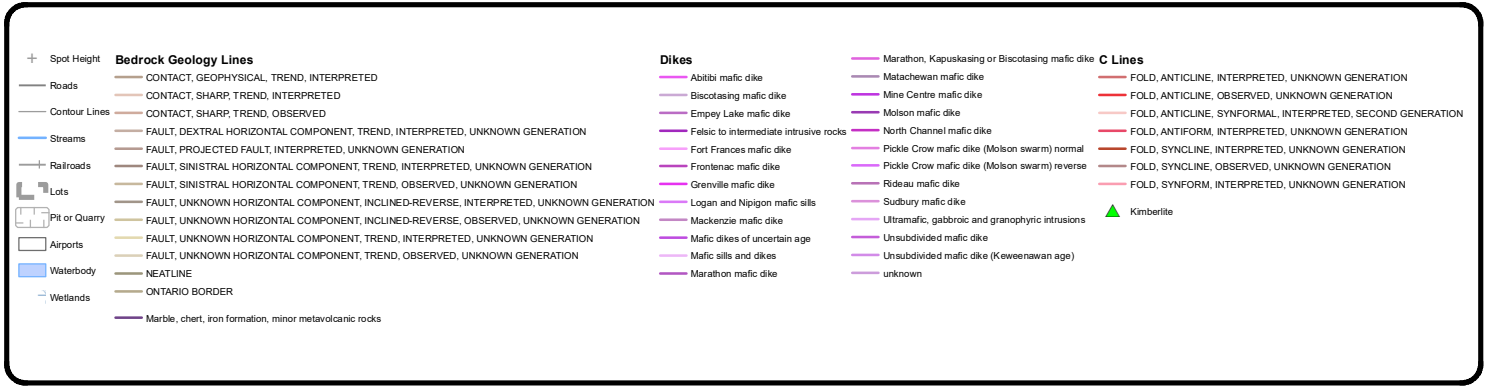 Spot Height
Roads
Contour Lines
Streams
Railroads
Lots
Pit or Quarry
Airports
Waterbody
Wetlands
Bedrock Geology Lines
CONTACT, GEOPHYSICAL, TREND, INTERPRETED
CONTACT, SHARP, TREND, INTERPRETED
CONTACT, SHARP, TREND, OBSERVED
FAULT, DEXTRAL HORIZONTAL COMPONENT, TREND, INTERPRETED, UNKNOWN GENERATION
FAULT, PROJECTED FAULT, INTERPRETED, UNKNOWN GENERATION
FAULT, SINISTRAL HORIZONTAL COMPONENT, TREND, INTERPRETED, UNKNOWN GENERATION
FAULT, SINISTRAL HORIZONTAL COMPONENT, TREND, OBSERVED, UNKNOWN GENERATION
FAULT, UNKNOWN HORIZONTAL COMPONENT, INCLINED-REVERSE, INTERPRETED, UNKNOWN GENERATION
FAULT, UNKNOWN HORIZONTAL COMPONENT, INCLINED-REVERSE, OBSERVED, UNKNOWN GENERATION
FAULT, UNKNOWN HORIZONTAL COMPONENT, TREND, INTERPRETED, UNKNOWN GENERATION
FAULT, UNKNOWN HORIZONTAL COMPONENT, TREND, OBSERVED, UNKNOWN GENERATION
NEATLINE
ONTARIO BORDER
Marble, chert, iron formation, minor metavolcanic rocks
Dikes
Abitibi mafic dike
Biscotasing mafic dike
Empey Lake mafic dike
Felsic to intermediate intrusive rocks
Fort Frances mafic dike
Frontenac mafic dike
Grenville mafic dike
Logan and Nipigon mafic sills
Mackenzie mafic dike
Mafic dikes of uncertain age
Mafic sills and dikes
Marathon mafic dike
Marathon, Kapuskasing or Biscotasing mafic dike
Matachewan mafic dike
Mine Centre mafic dike
Molson mafic dike
North Channel mafic dike
Pickle Crow mafic dike (Molson swarm) normal
Pickle Crow mafic dike (Molson swarm) reverse
Rideau mafic dike
Sudbury mafic dike
Ultramafic, gabbroic and granophyric intrusions
Unsubdivided mafic dike
Unsubdivided mafic dike (Keweenawan age)
unknown
C Lines
FOLD, ANTICLINE, INTERPRETED, UNKNOWN GENERATION
FOLD, ANTICLINE, OBSERVED, UNKNOWN GENERATION
FOLD, ANTICLINE, SYNFORMAL, INTERPRETED, SECOND GENERATION
FOLD, ANTIFORM, INTERPRETED, UNKNOWN GENERATION
FOLD, SYNCLINE, INTERPRETED, UNKNOWN GENERATION
FOLD, SYNCLINE, OBSERVED, UNKNOWN GENERATION
FOLD, SYNFORM, INTERPRETED, UNKNOWN GENERATION
Kimberlite